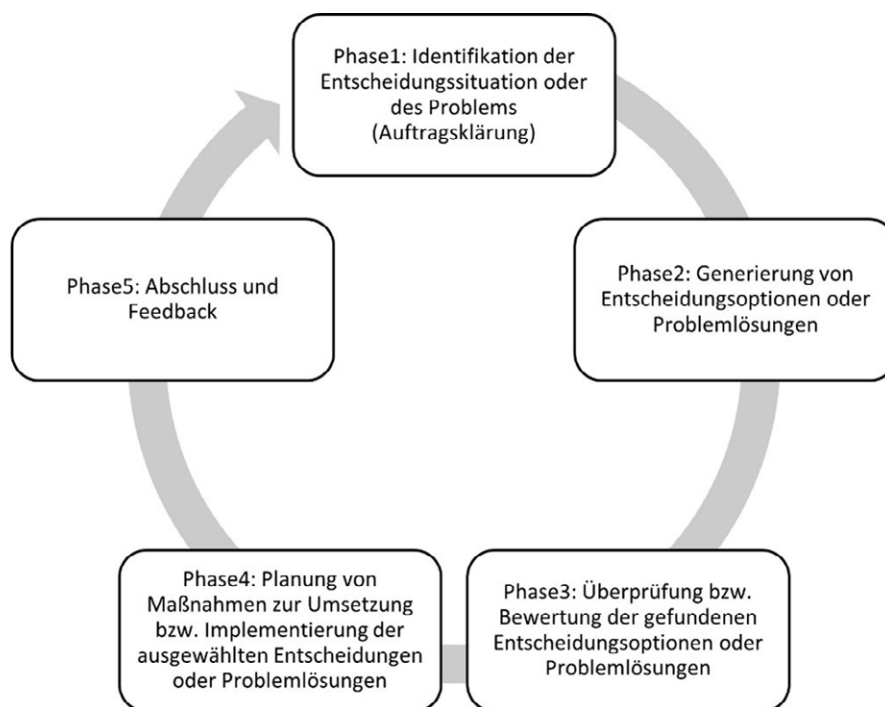 Phase1: Identifikation der
Entscheidungssituation oder
des Problems
(Auftragsklärung)
Phase2: Generierung von
Entscheidungsoptionen oder
Problemlösungen
Phase3: Überprüfung bzw.
Bewertung der gefundenen
Entscheidungsoptionen oder
Problemlösungen
Phase4: Planung von
Maßnahmen zur Umsetzung
bzw. Implementierung der
ausgewählten Entscheidungen
oder Problemlösungen
Phase5: Abschluss und
Feedback